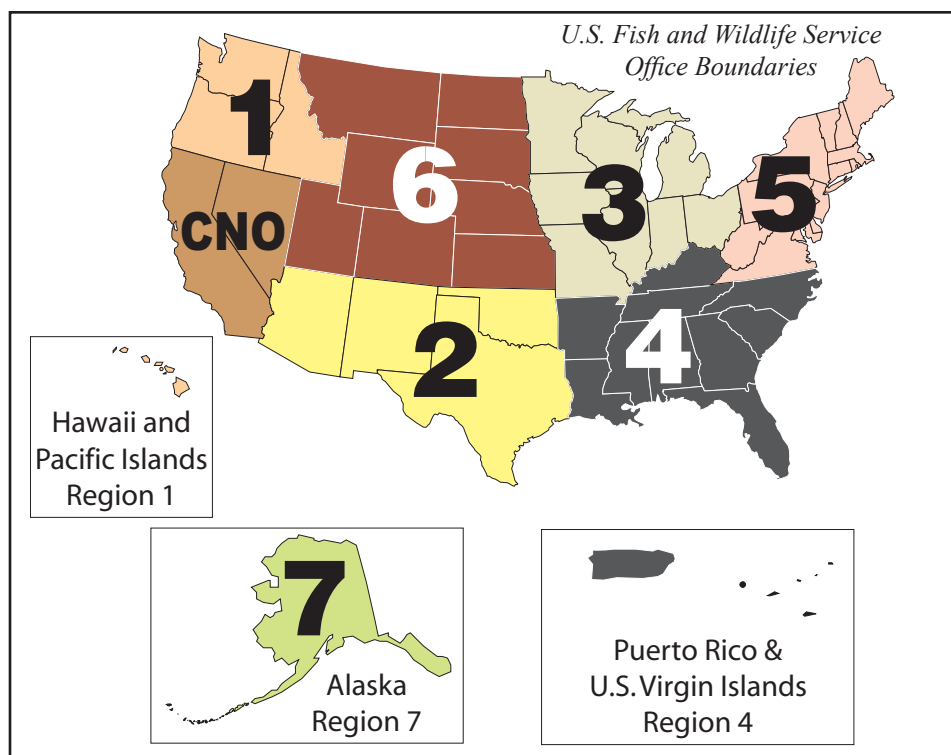 U.S. Fish and Wildlife Service
Office Boundaries
1
6
3
5
CNO
2
4
Hawaii and
Pacific Islands
Region 1
7
Alaska
Region 7
Puerto Rico &
U.S. Virgin Islands
Region 4